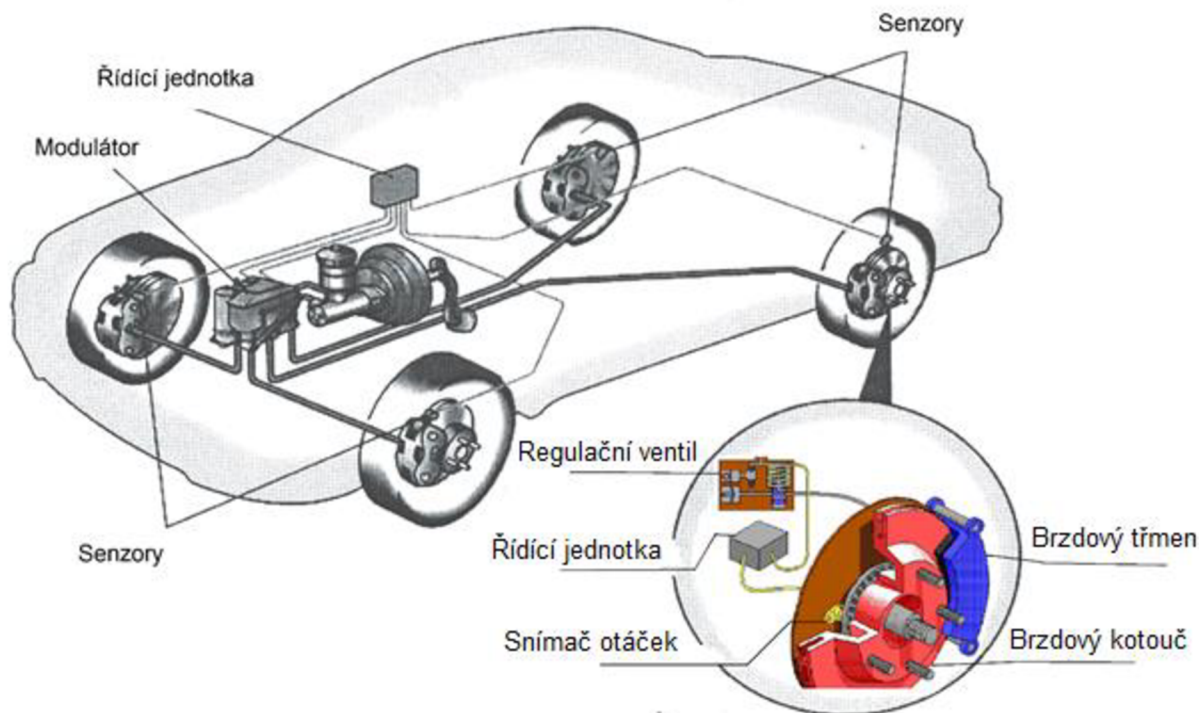 Senzory
Řídící jednotka
Modulátor
Regulační ventil
Řídící jednotka
Brzdový třmen
Senzory
Snímač otáček
Brzdový kotouč